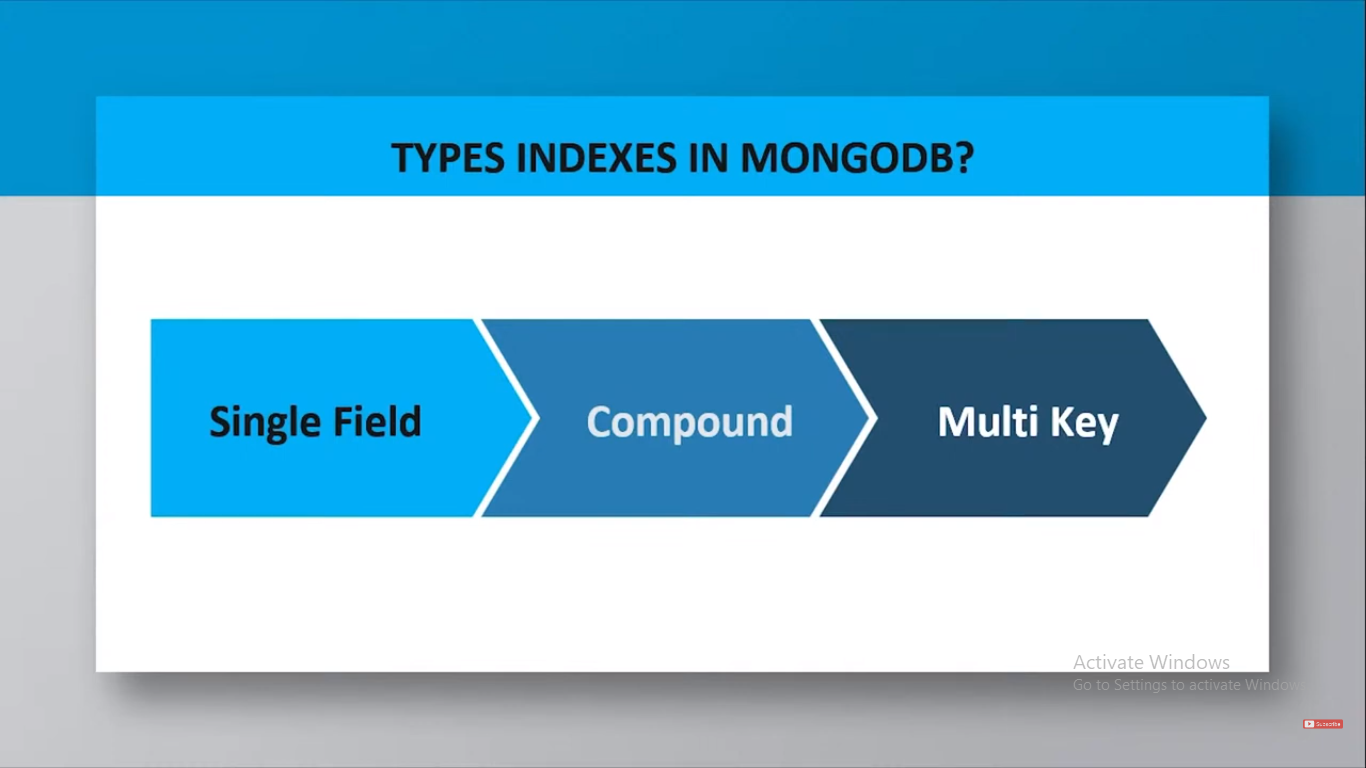 TYPES INDEXES IN MONGODB?
Single Field
Compound
Multi Key
Activate Windows
Go to Settings to activate Windows
Subscribe